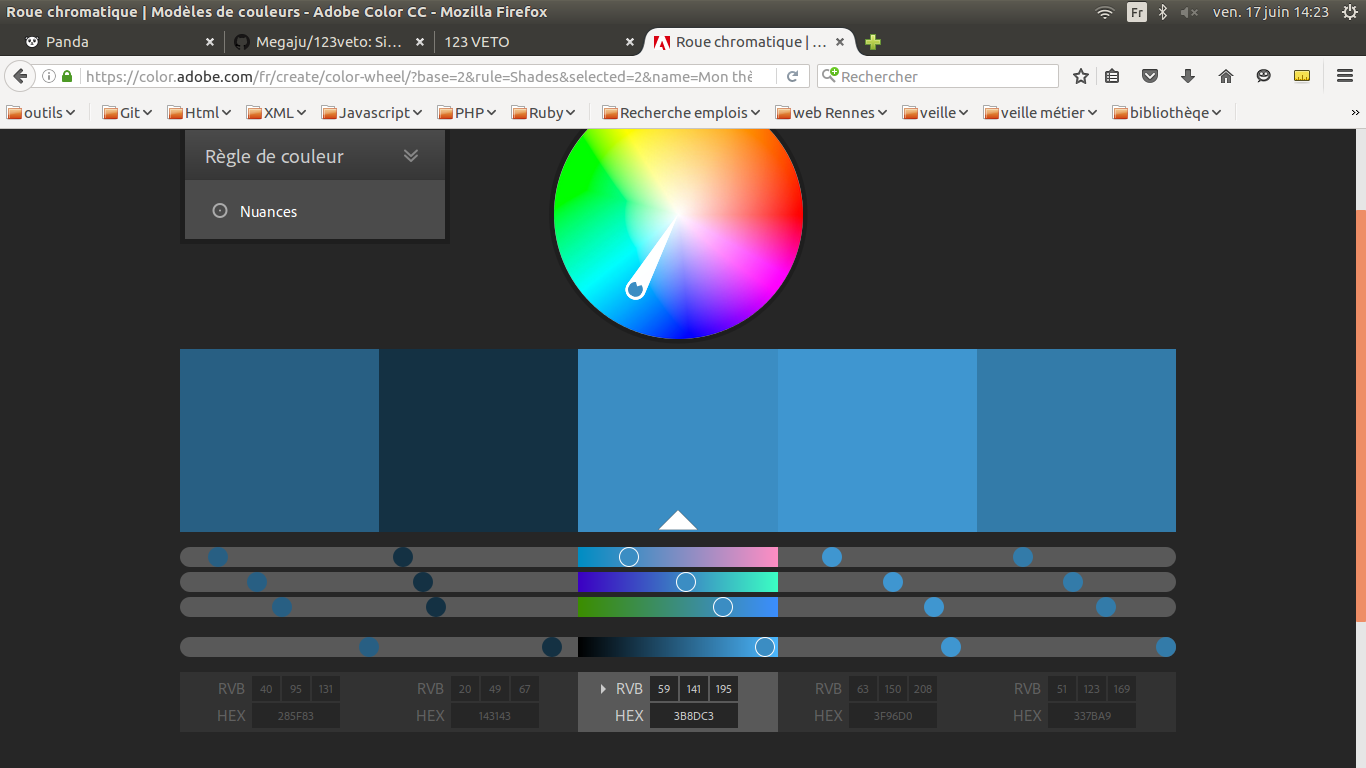 Roue chromatique | Modèles de couleurs - Adobe Color CC - Mozilla Firefox
Fr ven. 17 juin 14:23
Panda Megaju/123veto: Si... 123 VETO Roue chromatique | ...
https://color.adobe.com/fr/create/color-wheel/?base=2&rule=Shades&selected=2&name=Mon thè Rechercher
outils Git Html XML Javascript PHP Ruby Recherche emplois web Rennes veille veille métier bibliothèqe »
Règle de couleur
Nuances
RVB 40 95 131 RVB 20 49 67 RVB 59 141 195 RVB 63 150 208 RVB 51 123 169
HEX 285F83 HEX 143143 HEX 3B8DC3 HEX 3F96D0 HEX 337BA9